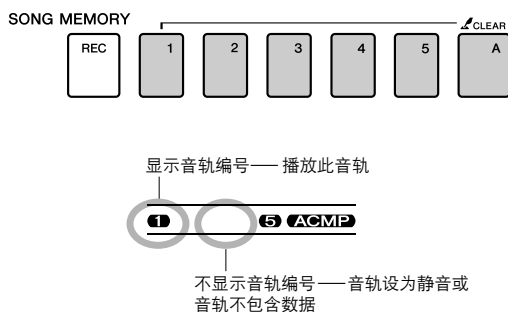 SONG MEMORY
CLEAR
REC 1 2 3 4 5 A
显示音轨编号── 播放此音轨
1 5 ACMP
不显示音轨编号──音轨设为静音或
音轨不包含数据